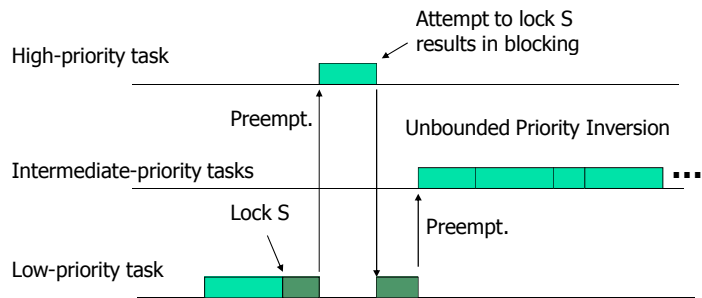 Attempt to lock S
results in blocking
High-priority task
Preempt.
Unbounded Priority Inversion
Intermediate-priority tasks
...
Lock S
Preempt.
Low-priority task